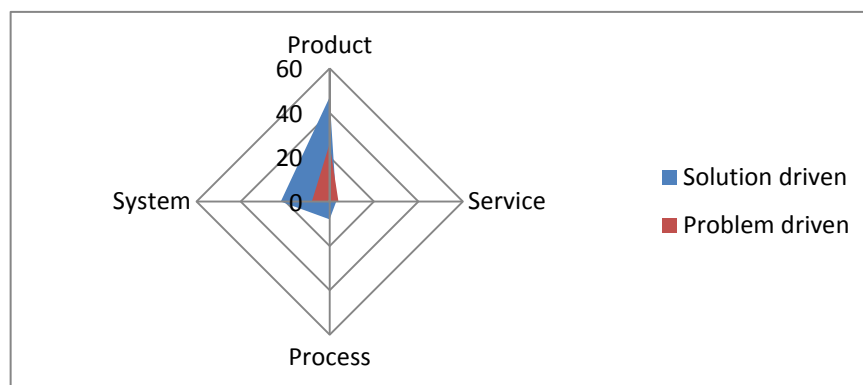 Product
60
40
20
0
System
Service
Process
Solution driven
Problem driven